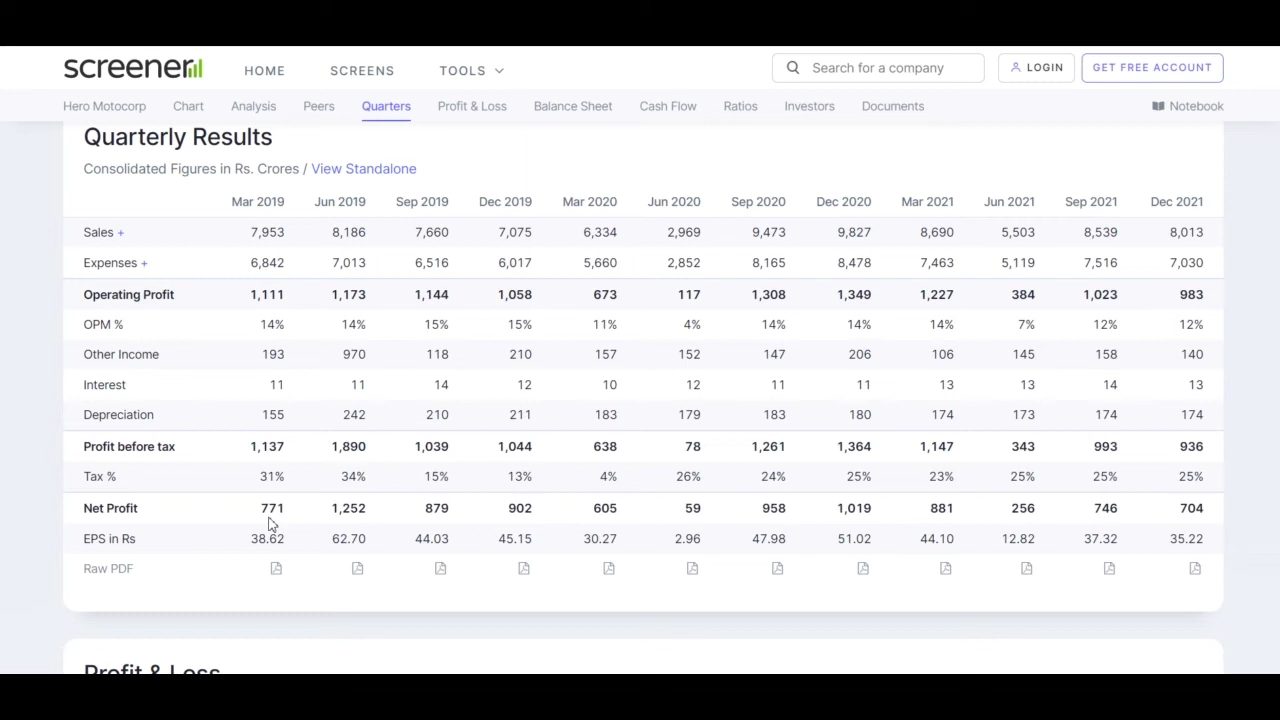 screener HOME SCREENS TOOLS Search for a company LOGIN GET FREE ACCOUNT
Hero Motocorp Chart Analysis Peers Quarters Profit & Loss Balance Sheet Cash Flow Ratios Investors Documents Notebook
Quarterly Results
Consolidated Figures in Rs. Crores / View Standalone
Mar 2019 Jun 2019 Sep 2019 Dec 2019 Mar 2020 Jun 2020 Sep 2020 Dec 2020 Mar 2021 Jun 2021 Sep 2021 Dec 2021
Sales + 7,953 8,186 7,660 7,075 6,334 2,969 9,473 9,827 8,690 5,503 8,539 8,013
Expenses + 6,842 7,013 6,516 6,017 5,660 2,852 8,165 8,478 7,463 5,119 7,516 7,030
Operating Profit 1,111 1,173 1,144 1,058 673 117 1,308 1,349 1,227 384 1,023 983
OPM % 14% 14% 15% 15% 11% 4% 14% 14% 14% 7% 12% 12%
Other Income 193 970 118 210 157 152 147 206 106 145 158 140
Interest 11 11 14 12 10 12 11 11 13 13 14 13
Depreciation 155 242 210 211 183 179 183 180 174 173 174 174
Profit before tax 1,137 1,890 1,039 1,044 638 78 1,261 1,364 1,147 343 993 936
Tax % 31% 34% 15% 13% 4% 26% 24% 25% 23% 25% 25% 25%
Net Profit 771 1,252 879 902 605 59 958 1,019 881 256 746 704
EPS in Rs 38.62 62.70 44.03 45.15 30.27 2.96 47.98 51.02 44.10 12.82 37.32 35.22
Raw PDF
Profit & Loss